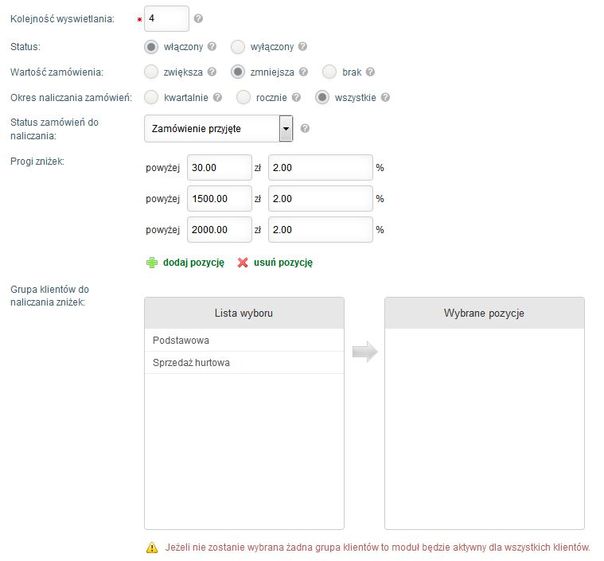 Kolejność wyswietlania: * 4 ?
Status: włączony ? wyłączony ?
Wartość zamówienia: zwiększa ? zmniejsza ? brak ?
Okres naliczania zamówień: kwartalnie ? rocznie ? wszystkie ?
Status zamówień do
naliczania:
Zamówienie przyjęte ?
Progi zniżek: powyżej 30.00 zł 2.00 %
powyżej 1500.00 zł 2.00 %
powyżej 2000.00 zł 2.00 %
dodaj pozycję usuń pozycję
Grupa klientów do
naliczania zniżek:
Lista wyboru
Podstawowa
Sprzedaż hurtowa
Wybrane pozycje
Jeżeli nie zostanie wybrana żadna grupa klientów to moduł będzie aktywny dla wszystkich klientów.